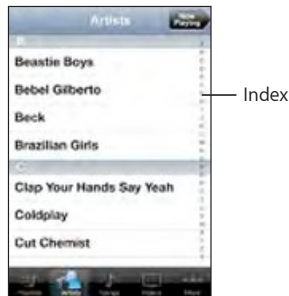 Artists
Now
Playing
B
Beastie Boys
Bebel Gilberto
Index
Beck
Brazilian Girls
C
Clap Your Hands Say Yeah
Coldplay
Cut Chemist
Artists